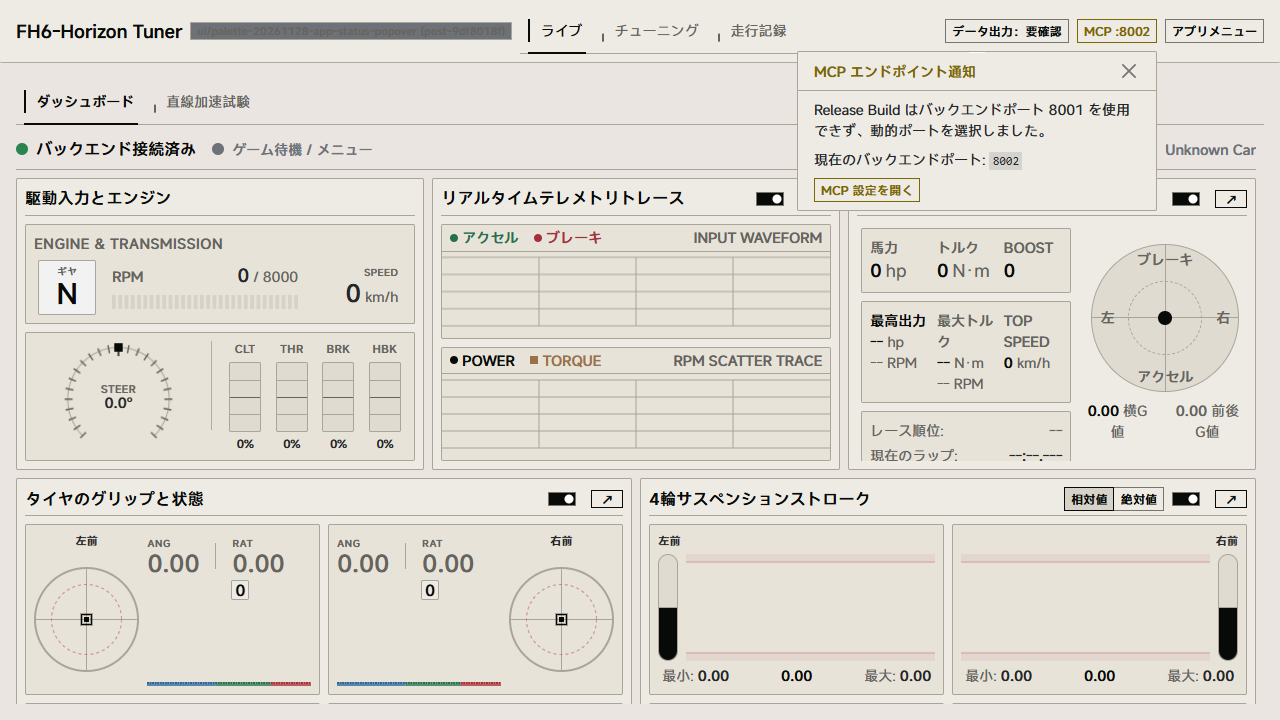 FH6-Horizon Tuner
ライブ
チューニング
走行記録
データ出力: 要確認
MCP :8002
アプリメニュー
MCP エンドポイント通知
Release Build はバックエンドポート 8001 を使用
できず、動的ポートを選択しました。
現在のバックエンドポート: 8002
MCP 設定を開く
ダッシュボード
直線加速試験
バックエンド接続済み
ゲーム待機 / メニュー
Unknown Car
駆動入力とエンジン
ENGINE & TRANSMISSION
ギヤ
N
RPM
0 / 8000
SPEED
0 km/h
STEER
0.0°
CLT
THR
BRK
HBK
0%
0%
0%
0%
リアルタイムテレメトリトレース
アクセル
ブレーキ
INPUT WAVEFORM
POWER
TORQUE
RPM SCATTER TRACE
↗
馬力
トルク
BOOST
0 hp
0 N·m
0
最高出力
-- hp
-- RPM
最大トル
ク
-- N·m
-- RPM
TOP
SPEED
0 km/h
レース順位:
--
現在のラップ:
--:--.---
ブレーキ
左
右
アクセル
0.00 横G
値
0.00 前後
G値
タイヤのグリップと状態
↗
左前
ANG
0.00
RAT
0.00
0
ANG
0.00
RAT
0.00
0
右前
4輪サスペンションストローク
相対値
絶対値
↗
左前
最小: 0.00
0.00
最大: 0.00
右前
最小: 0.00
0.00
最大: 0.00